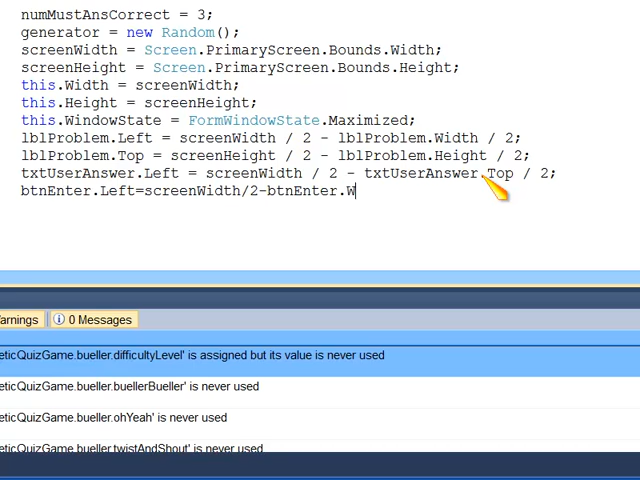 numMustAnsCorrect = 3;
generator = new Random();
screenWidth = Screen.PrimaryScreen.Bounds.Width;
screenHeight = Screen.PrimaryScreen.Bounds.Height;
this.Width = screenWidth;
this.Height = screenHeight;
this.WindowState = FormWindowState.Maximized;
lblProblem.Left = screenWidth / 2 - lblProblem.Width / 2;
lblProblem.Top = screenHeight / 2 - lblProblem.Height / 2;
txtUserAnswer.Left = screenWidth / 2 - txtUserAnswer.Top / 2;
btnEnter.Left=screenWidth/2-btnEnter.W
arnings 0 Messages
eticQuizGame.bueller.difficultyLevel' is assigned but its value is never used
eticQuizGame.bueller.buellerBueller' is never used
eticQuizGame.bueller.ohYeah' is never used
eticQuizGame.bueller.twistAndShout' is never used